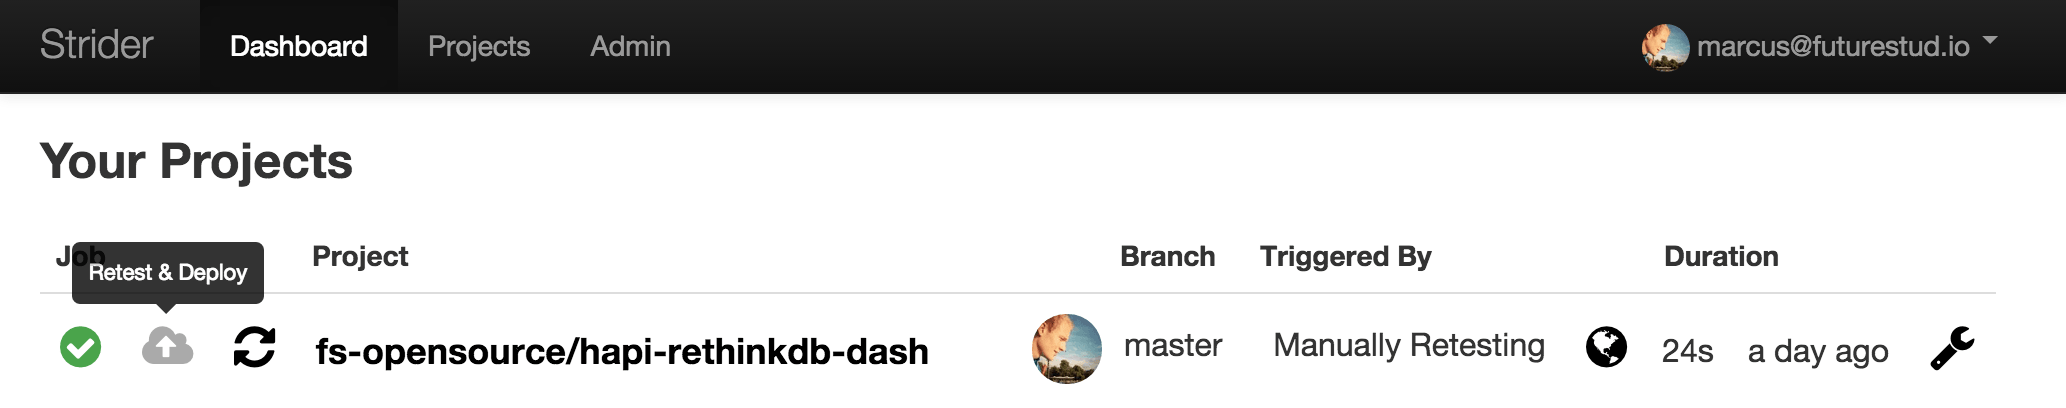 Strider Dashboard Projects Admin marcus@futurestud.io
Your Projects
Job Project Branch Triggered By Duration
Retest & Deploy
fs-opensource/hapi-rethinkdb-dash master Manually Retesting 24s a day ago